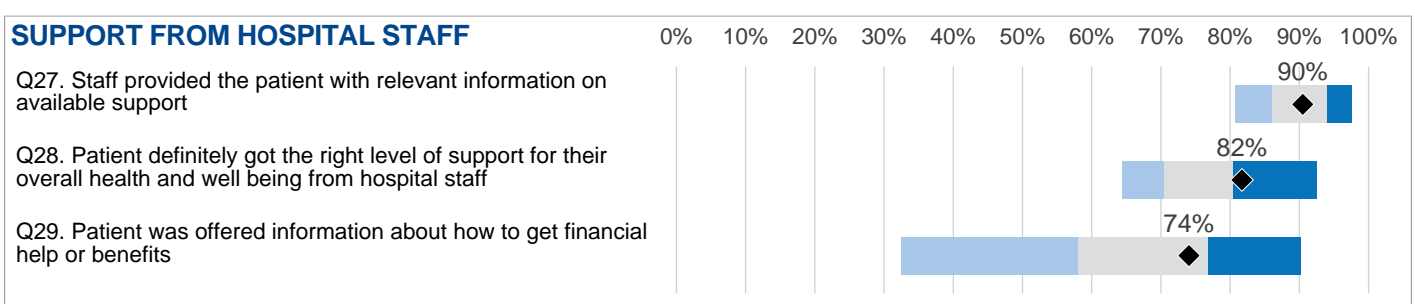 SUPPORT FROM HOSPITAL STAFF 0% 10% 20% 30% 40% 50% 60% 70% 80% 90% 100%
Q27. Staff provided the patient with relevant information on
available support
90%
Q28. Patient definitely got the right level of support for their
overall health and well being from hospital staff
82%
Q29. Patient was offered information about how to get financial
help or benefits
74%